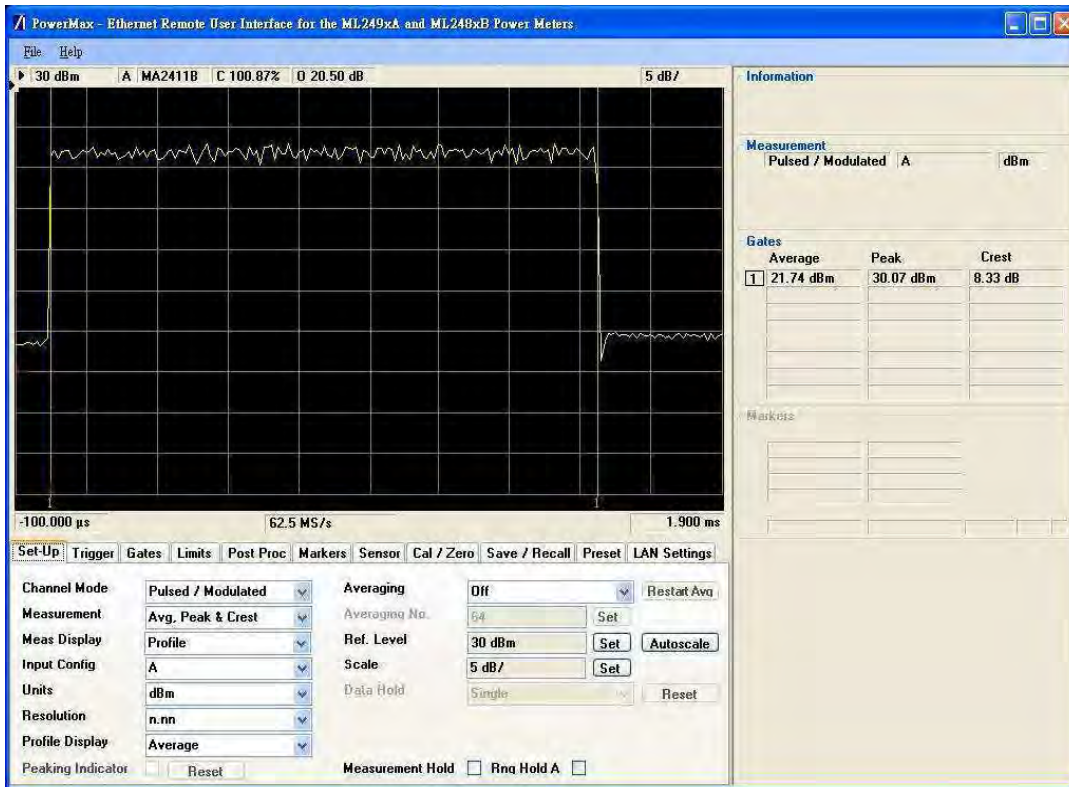 PowerMax - Ethernet Remote User Interface for the ML249xA and ML248xB Power Meters
File Help
30 dBm A MA2411B C 100.87% O 20.50 dB 5 dB/
-100.000 µs 62.5 MS/s 1.900 ms
1 1
Information
Measurement
Pulsed / Modulated A dBm
Gates
Average Peak Crest
1 21.74 dBm 30.07 dBm 8.33 dB
Markers
Set-Up Trigger Gates Limits Post Proc Markers Sensor Cal / Zero Save / Recall Preset LAN Settings
Channel Mode Pulsed / Modulated Averaging Off Restart Avg
Measurement Avg, Peak & Crest Averaging No. 64 Set
Meas Display Profile Ref. Level 30 dBm Set Autoscale
Input Config A Scale 5 dB/ Set
Units dBm Data Hold Single Reset
Resolution n.nn
Profile Display Average
Peaking Indicator Reset Measurement Hold Rng Hold A